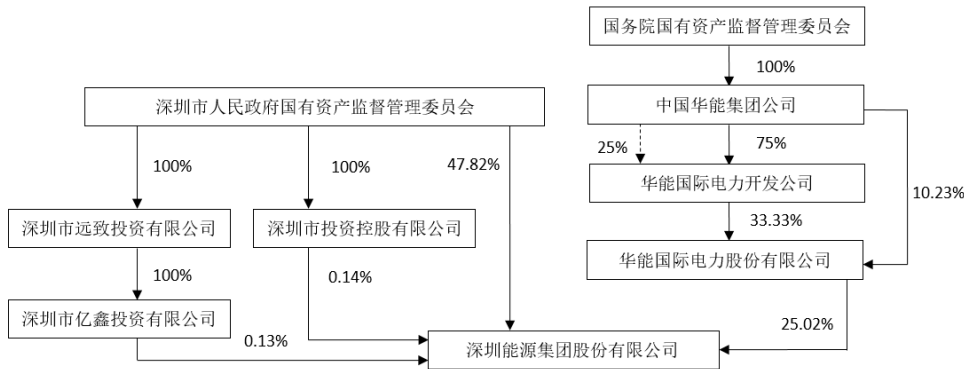 国务院国有资产监督管理委员会
100%
深圳市人民政府国有资产监督管理委员会
中国华能集团公司
100%
100%
47.82%
25%
75%
10.23%
华能国际电力开发公司
深圳市远致投资有限公司
深圳市投资控股有限公司
33.33%
华能国际电力股份有限公司
100%
0.14%
深圳市亿鑫投资有限公司
0.13%
25.02%
深圳能源集团股份有限公司